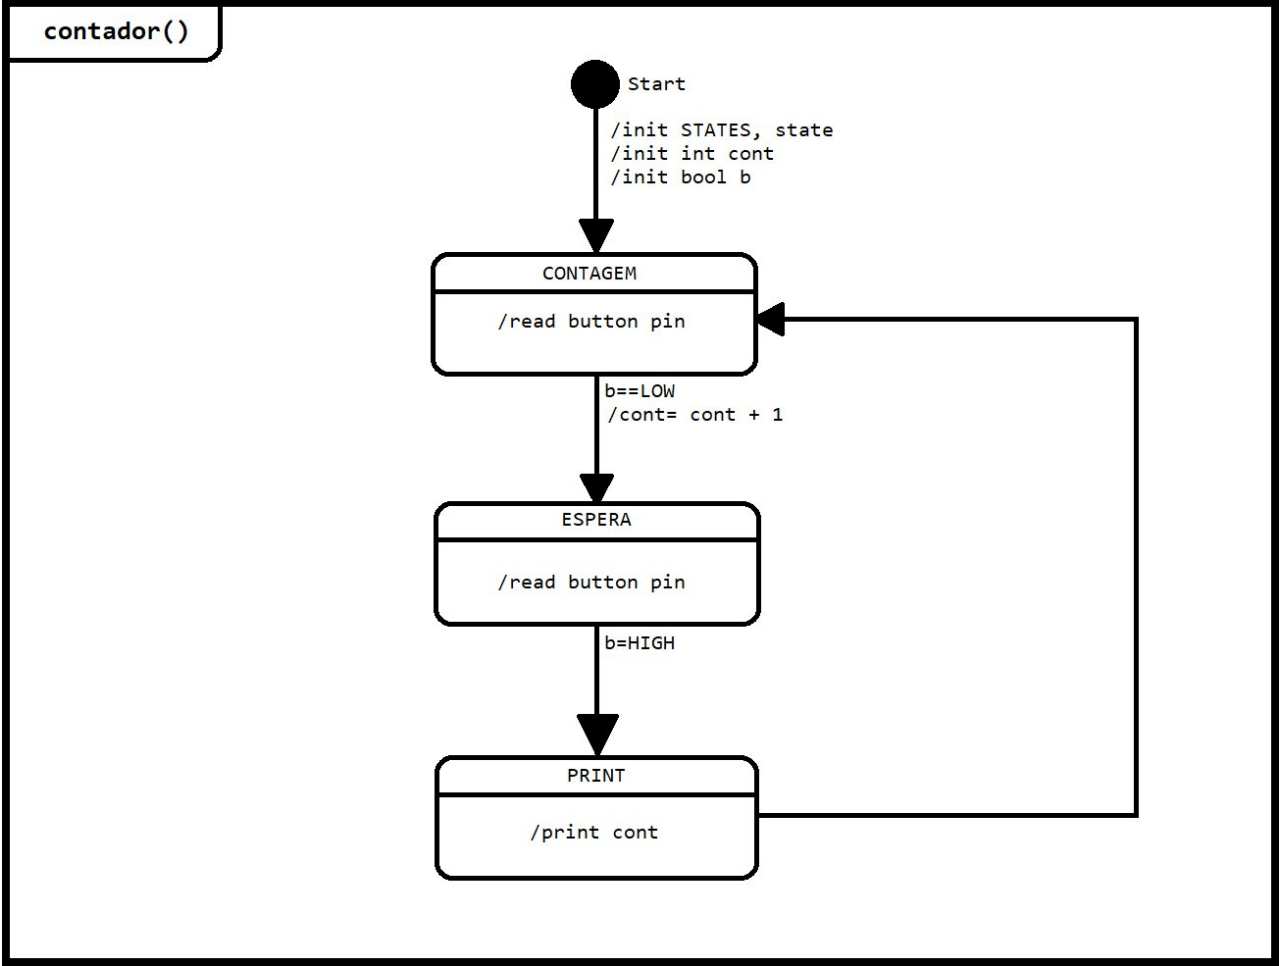 contador()
Start
/init STATES, state
/init int cont
/init bool b
CONTAGEM
/read button pin
b==LOW
/cont= cont + 1
ESPERA
/read button pin
b=HIGH
PRINT
/print cont